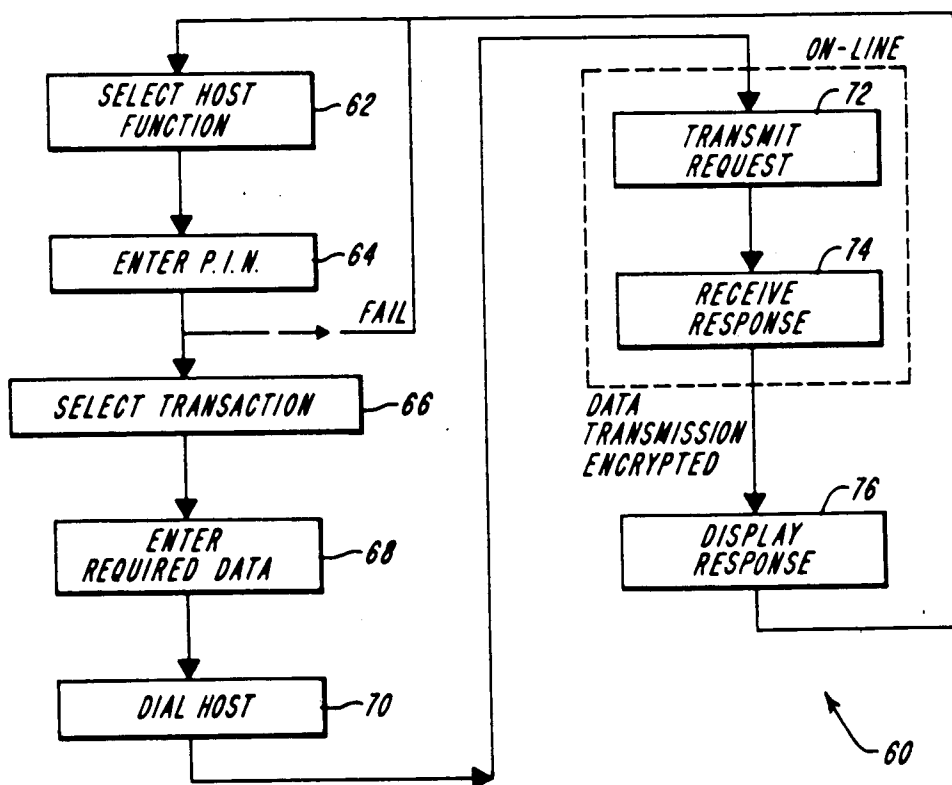 SELECT HOST
FUNCTION
62
ENTER P.I.N.
64
FAIL
SELECT TRANSACTION
66
ENTER
REQUIRED DATA
68
DIAL HOST
70
ON-LINE
72
TRANSMIT
REQUEST
74
RECEIVE
RESPONSE
DATA
TRANSMISSION
ENCRYPTED
76
DISPLAY
RESPONSE
60